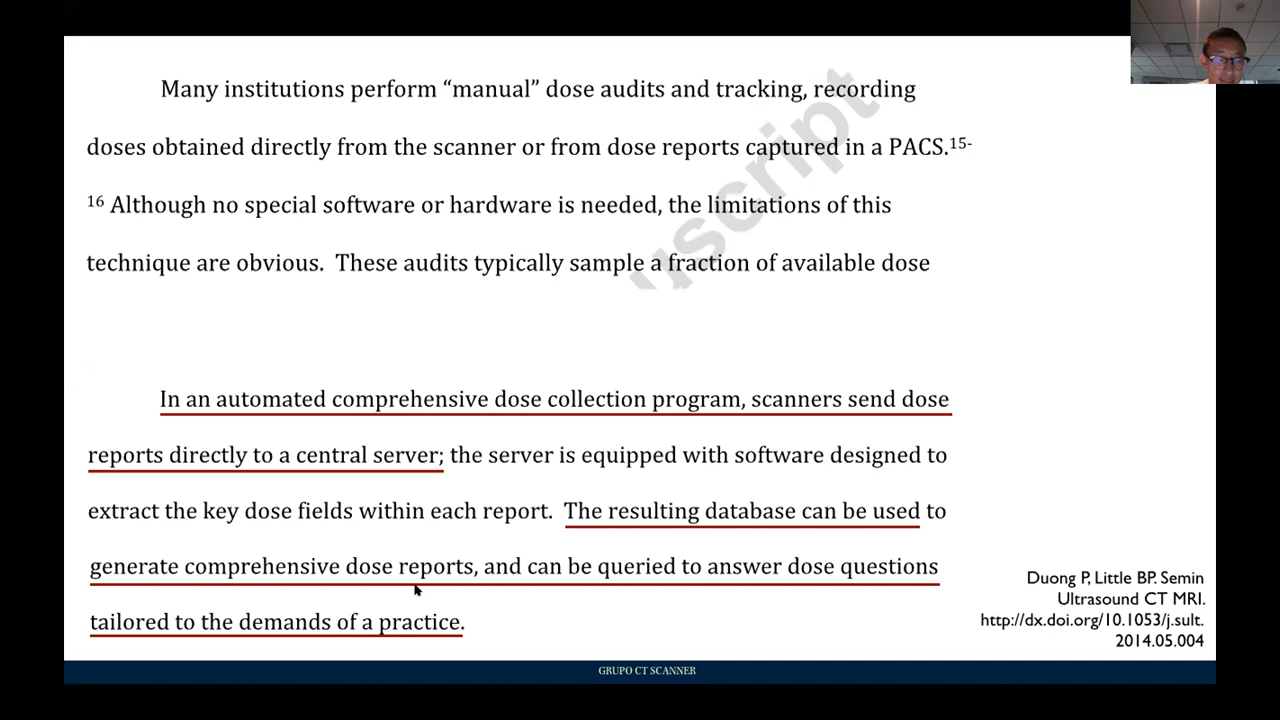 Many institutions perform “manual” dose audits and tracking, recording
doses obtained directly from the scanner or from dose reports captured in a PACS.15-
16 Although no special software or hardware is needed, the limitations of this
technique are obvious. These audits typically sample a fraction of available dose
In an automated comprehensive dose collection program, scanners send dose
reports directly to a central server; the server is equipped with software designed to
extract the key dose fields within each report. The resulting database can be used to
generate comprehensive dose reports, and can be queried to answer dose questions
tailored to the demands of a practice.
Duong P, Little BP. Semin
Ultrasound CT MRI.
http://dx.doi.org/10.1053/j.sult.
2014.05.004
GRUPO CT SCANNER